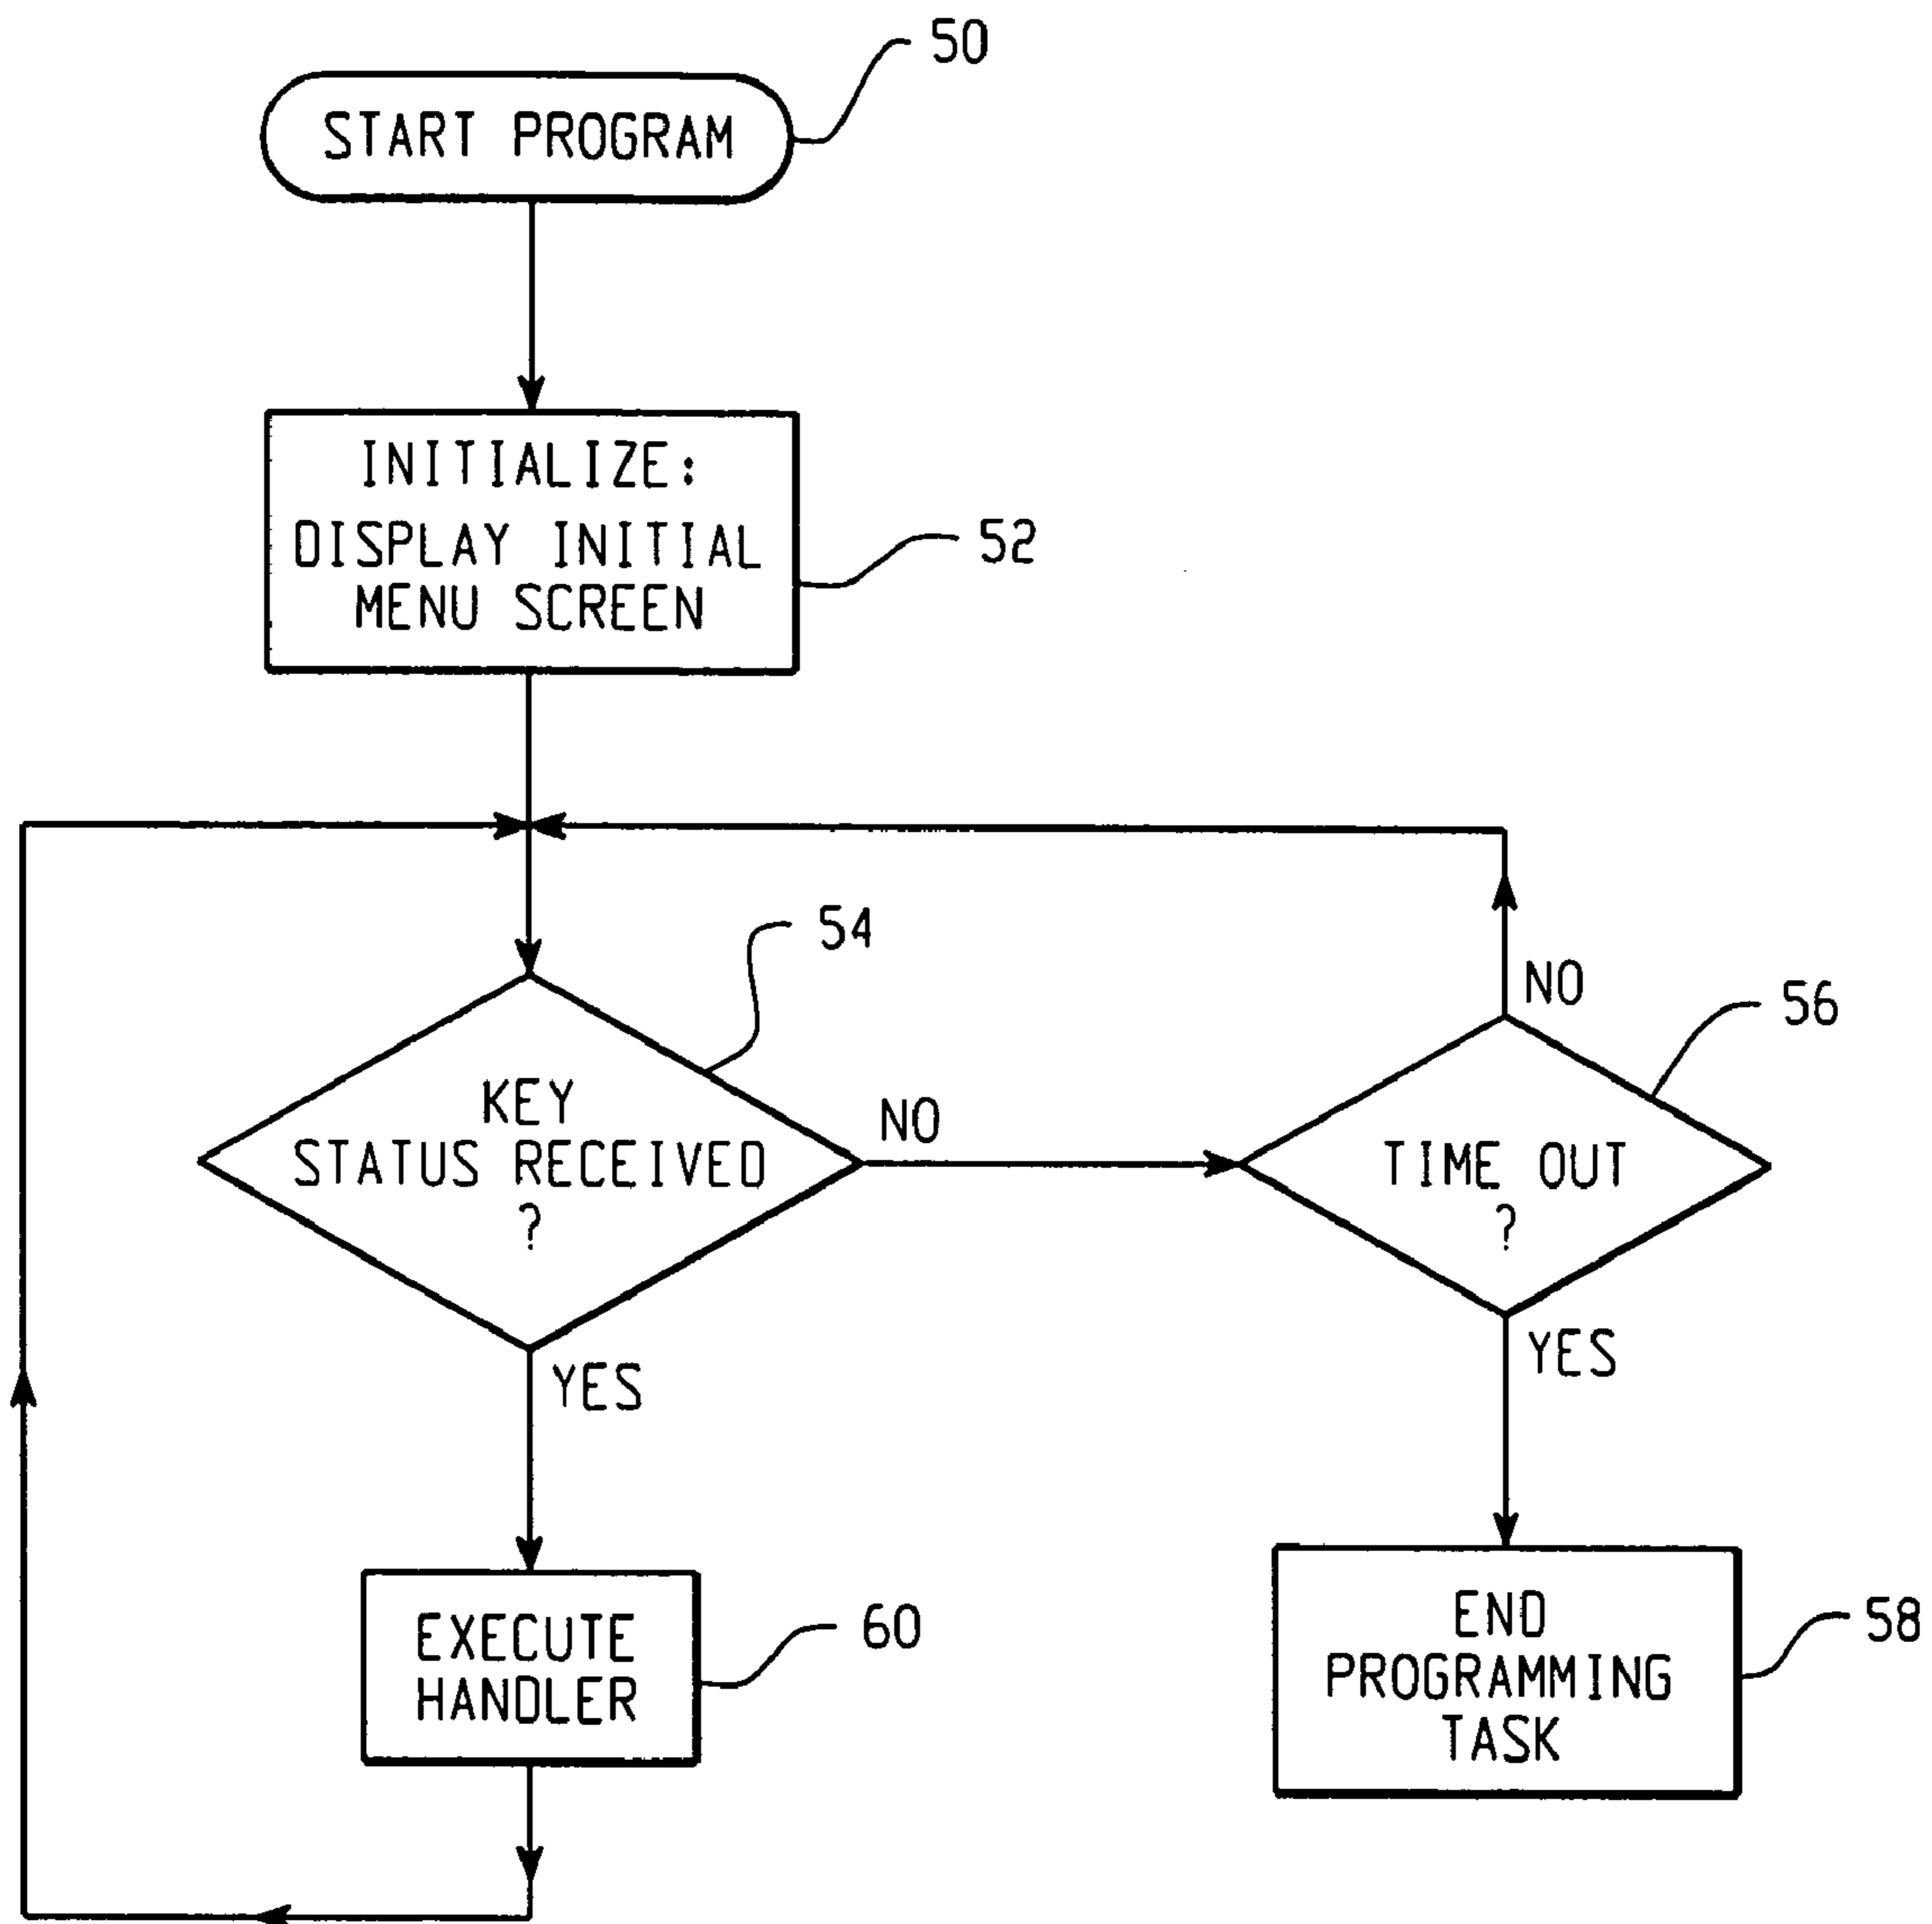 50
START PROGRAM
INITIALIZE:
DISPLAY INITIAL
MENU SCREEN
52
54
KEY
STATUS RECEIVED
?
NO
YES
NO
56
TIME OUT
?
YES
EXECUTE
HANDLER
60
END
PROGRAMMING
TASK
58